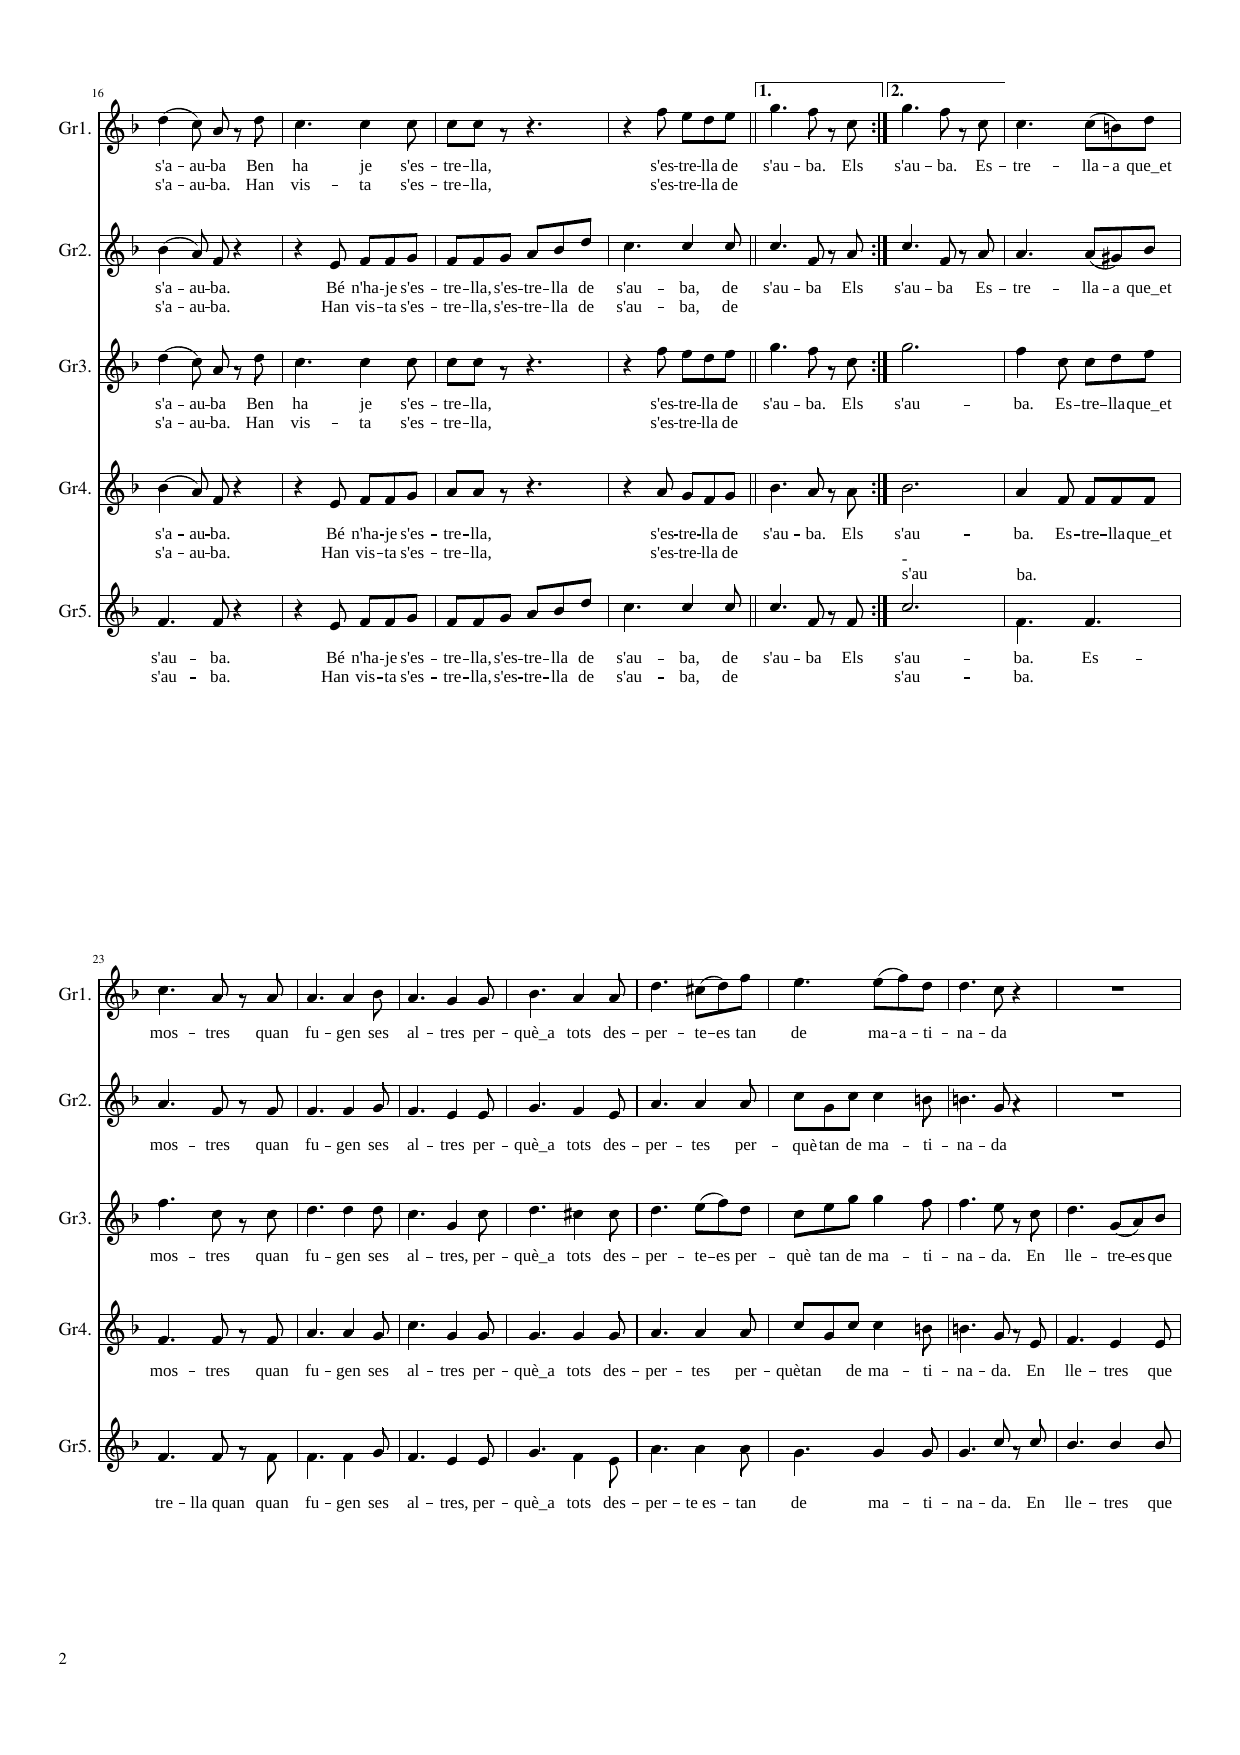 16
1. 2.
Gr1.
s'a – au–ba Ben ha je s'es – tre–lla, s'es–tre–lla de s'au – ba. Els s'au – ba. Es – tre – lla – a que_et
s'a – au–ba. Han vis – ta s'es – tre–lla, s'es–tre–lla de
Gr2.
s'a – au–ba. Bé n'ha–je s'es – tre–lla, s'es–tre–lla de s'au – ba, de s'au – ba Els s'au – ba Es – tre – lla – a que_et
s'a – au–ba. Han vis–ta s'es – tre–lla, s'es–tre–lla de s'au – ba, de
Gr3.
s'a – au–ba Ben ha je s'es – tre–lla, s'es–tre–lla de s'au – ba. Els s'au – ba. Es–tre–lla que_et
s'a – au–ba. Han vis – ta s'es – tre–lla, s'es–tre–lla de
Gr4.
s'a – au–ba. Bé n'ha–je s'es – tre–lla, s'es–tre–lla de s'au – ba. Els s'au – ba. Es–tre–lla que_et
s'a – au–ba. Han vis–ta s'es – tre–lla, s'es–tre–lla de
-
s'au ba.
Gr5.
s'au – ba. Bé n'ha–je s'es – tre–lla, s'es–tre–lla de s'au – ba, de s'au – ba Els s'au – ba. Es –
s'au – ba. Han vis–ta s'es – tre–lla, s'es–tre–lla de s'au – ba, de s'au – ba.
23
Gr1.
mos – tres quan fu – gen ses al – tres per – què_a tots des – per – te–es tan de ma–a – ti – na – da
Gr2.
mos – tres quan fu – gen ses al – tres per – què_a tots des – per – tes per – què tan de ma – ti – na – da
Gr3.
mos – tres quan fu – gen ses al – tres, per – què_a tots des – per – te–es per – què tan de ma – ti – na – da. En lle – tre–es que
Gr4.
mos – tres quan fu – gen ses al – tres per – què_a tots des – per – tes per – què tan de ma – ti – na – da. En lle – tres que
Gr5.
tre – lla quan quan fu – gen ses al – tres, per – què_a tots des – per – te es – tan de ma – ti – na – da. En lle – tres que
2